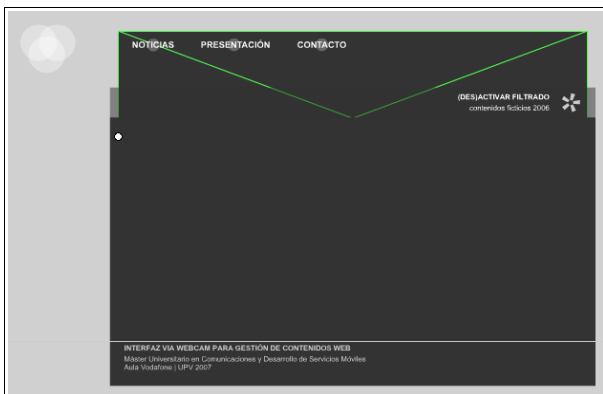 NOTICIAS PRESENTACIÓN CONTACTO
(DES)ACTIVAR FILTRADO
contenidos ficticios 2006
INTERFAZ VIA WEBCAM PARA GESTIÓN DE CONTENIDOS WEB
Máster Universitario en Comunicaciones y Desarrollo de Servicios Móviles
Aula Vodafone | UPV 2007